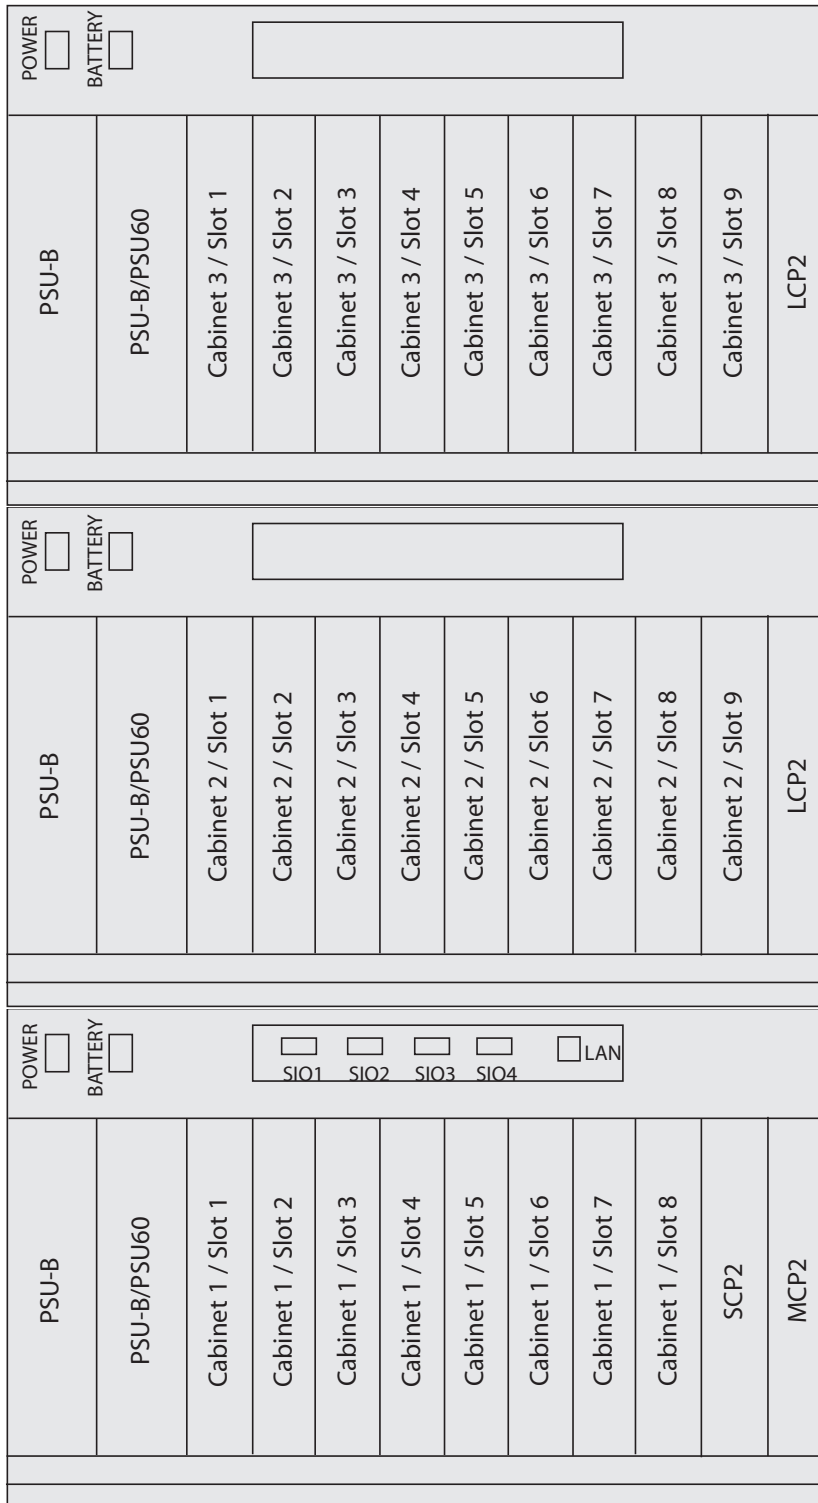 POWER
BATTERY
PSU-B
PSU-B/PSU60
Cabinet 3 / Slot 1
Cabinet 3 / Slot 2
Cabinet 3 / Slot 3
Cabinet 3 / Slot 4
Cabinet 3 / Slot 5
Cabinet 3 / Slot 6
Cabinet 3 / Slot 7
Cabinet 3 / Slot 8
Cabinet 3 / Slot 9
LCP2
POWER
BATTERY
PSU-B
PSU-B/PSU60
Cabinet 2 / Slot 1
Cabinet 2 / Slot 2
Cabinet 2 / Slot 3
Cabinet 2 / Slot 4
Cabinet 2 / Slot 5
Cabinet 2 / Slot 6
Cabinet 2 / Slot 7
Cabinet 2 / Slot 8
Cabinet 2 / Slot 9
LCP2
POWER
BATTERY
SIO1
SIO2
SIO3
SIO4
LAN
PSU-B
PSU-B/PSU60
Cabinet 1 / Slot 1
Cabinet 1 / Slot 2
Cabinet 1 / Slot 3
Cabinet 1 / Slot 4
Cabinet 1 / Slot 5
Cabinet 1 / Slot 6
Cabinet 1 / Slot 7
Cabinet 1 / Slot 8
SCP2
MCP2